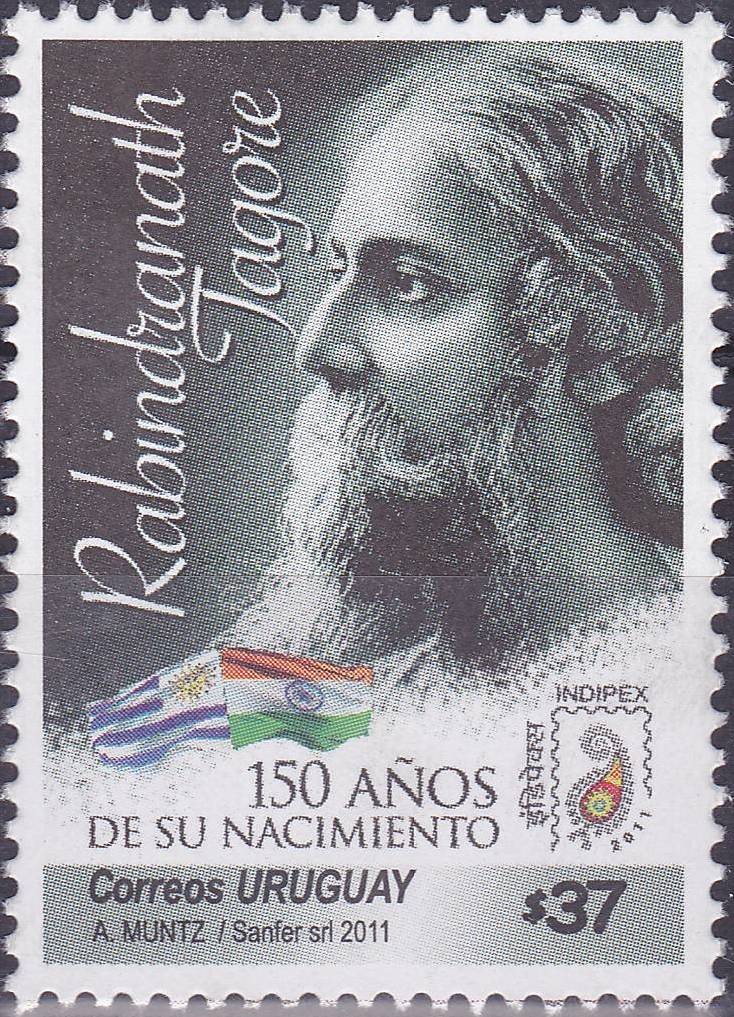 Rabindranath
Tagore
INDIPEX
इंडिपेक्स
2011
150 AÑOS
DE SU NACIMIENTO
Correos URUGUAY
$37
A. MUNTZ / Sanfer srl 2011